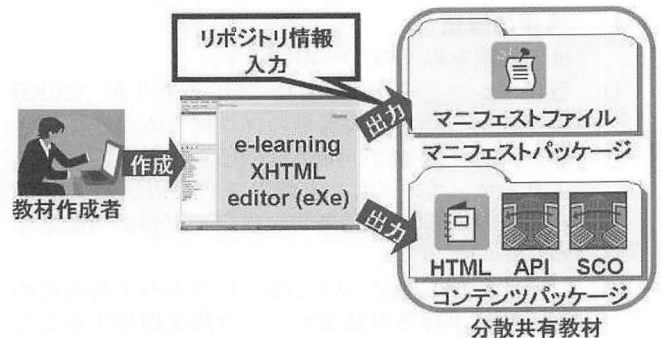 リポジトリ情報
入力
出力
マニフェストファイル
マニフェストパッケージ
e-learning
XHTML
editor (eXe)
作成
教材作成者
出力
HTML API SCO
コンテンツパッケージ
分散共有教材